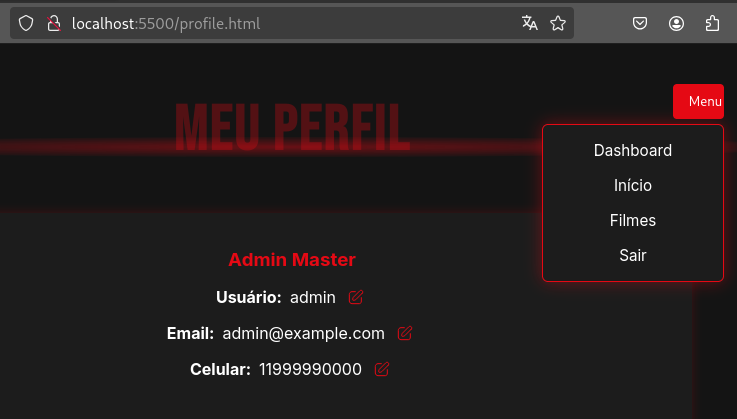 localhost:5500/profile.html
Menu
MEU PERFIL
Dashboard
Início
Filmes
Sair
Admin Master
Usuário: admin
Email: admin@example.com
Celular: 11999990000